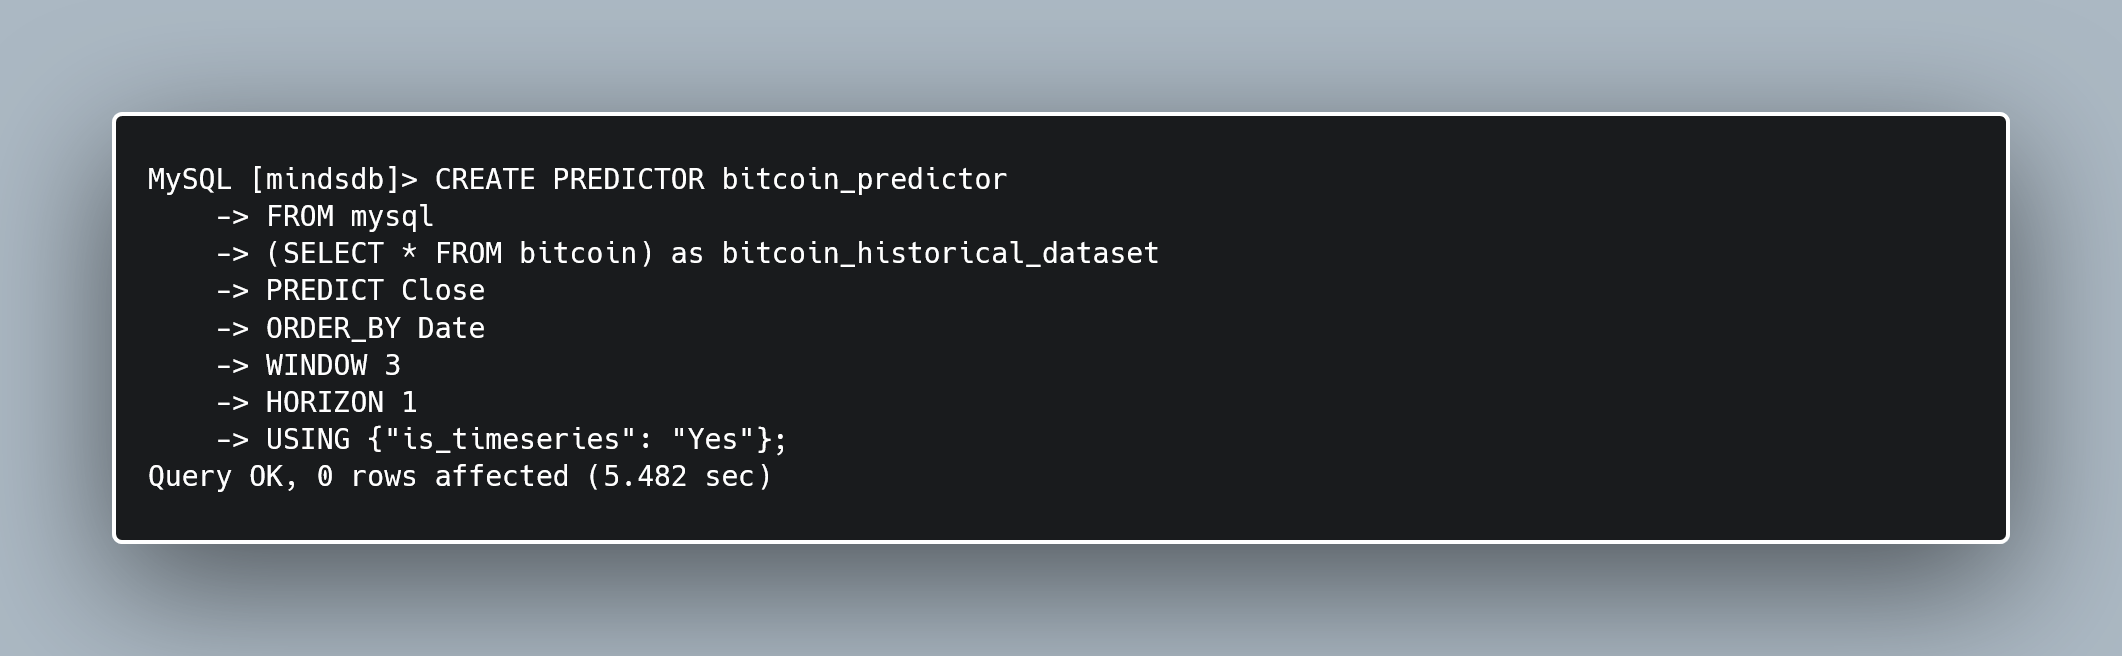 MySQL [mindsdb]> CREATE PREDICTOR bitcoin_predictor
    -> FROM mysql
    -> (SELECT * FROM bitcoin) as bitcoin_historical_dataset
    -> PREDICT Close
    -> ORDER_BY Date
    -> WINDOW 3
    -> HORIZON 1
    -> USING {"is_timeseries": "Yes"};
Query OK, 0 rows affected (5.482 sec)